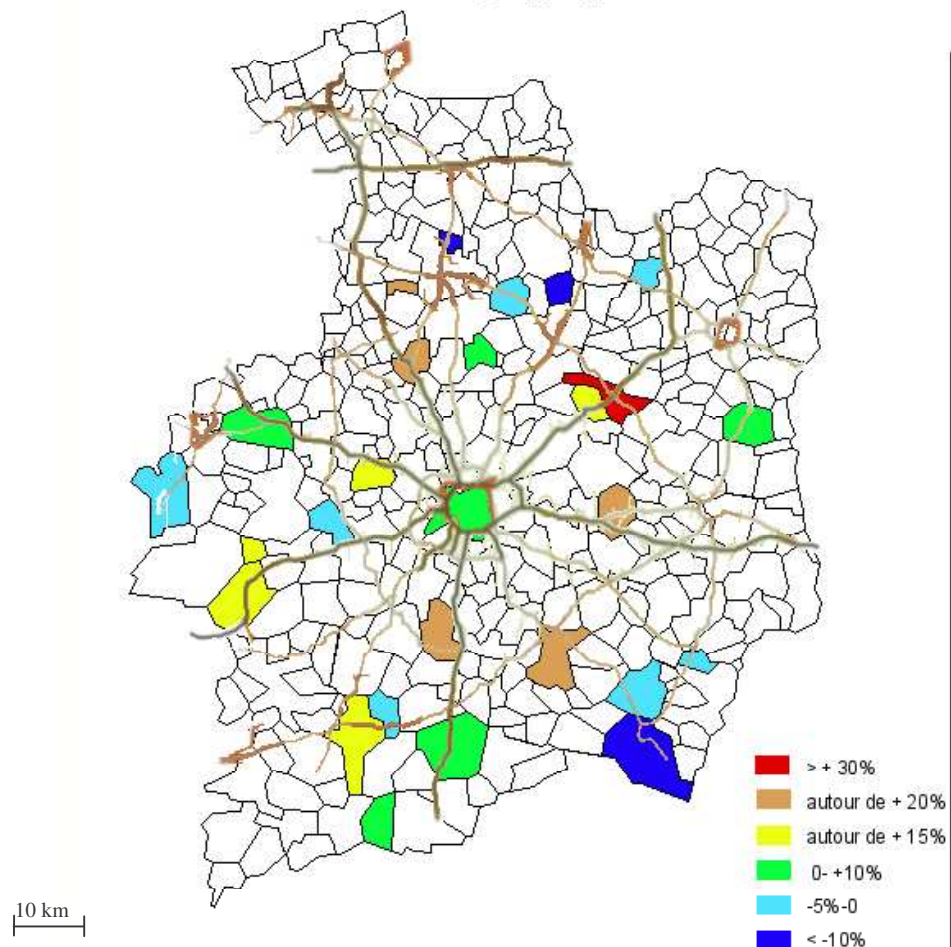 > + 30%
autour de + 20%
autour de + 15%
0- +10%
-5%-0
< -10%
10 km